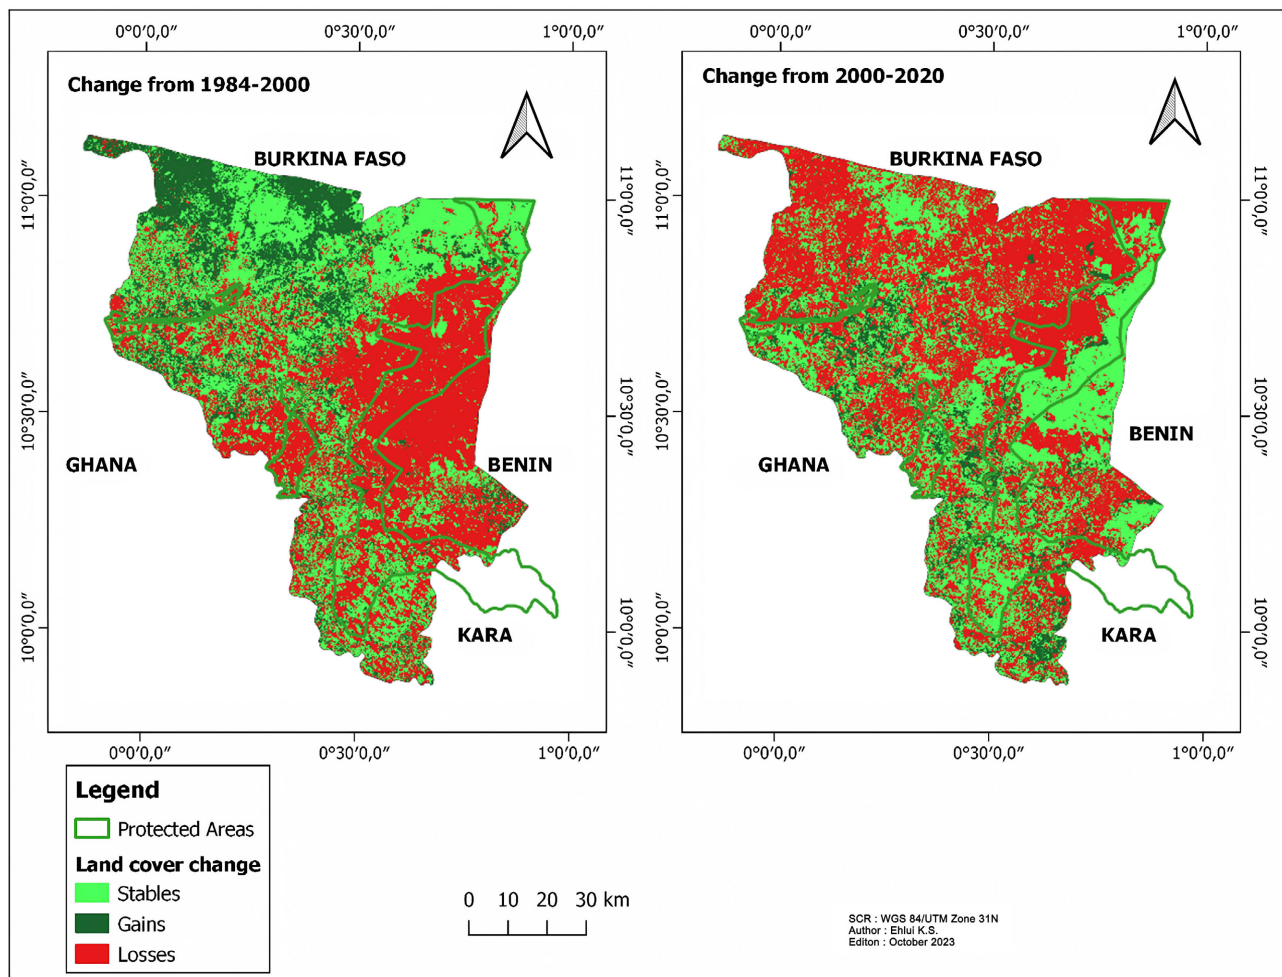 0°0'0,0″ 0°30'0,0″ 1°0'0,0″
0°0'0,0″ 0°30'0,0″ 1°0'0,0″
Change from 1984-2000
Change from 2000-2020
BURKINA FASO
BURKINA FASO
11°0'0,0″
11°0'0,0″
11°0'0,0″
11°0'0,0″
10°30'0,0″
10°30'0,0″
10°30'0,0″
10°30'0,0″
GHANA
BENIN
GHANA
BENIN
10°0'0,0″
10°0'0,0″
10°0'0,0″
10°0'0,0″
KARA
KARA
0°0'0,0″ 0°30'0,0″ 1°0'0,0″
0°0'0,0″ 0°30'0,0″ 1°0'0,0″
Legend
Protected Areas
Land cover change
Stables
Gains
Losses
0 10 20 30 km
SCR : WGS 84/UTM Zone 31N
Author : Ehlui K.S.
Editon : October 2023